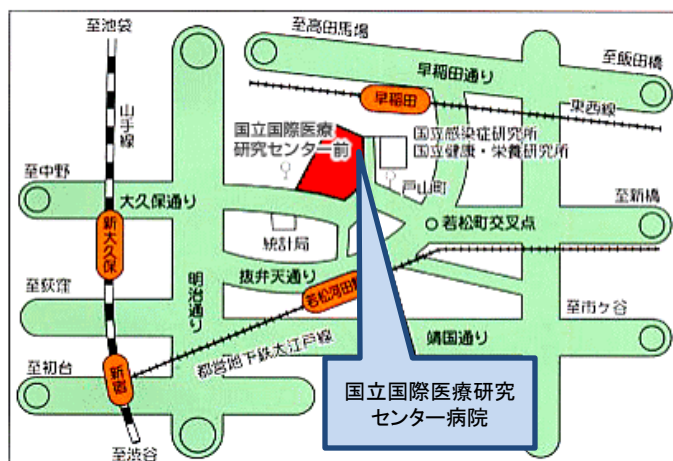 至池袋
至高田馬場
至飯田橋
早稲田通り
山手線
早稲田
東西線
国立国際医療
研究センター前
国立感染症研究所
国立健康・栄養研究所
至中野
戸山町
大久保通り
至新橋
若松町交叉点
新大久保
統計局
抜弁天通り
明治通り
至荻窪
若松河田
至市ヶ谷
靖国通り
都営地下鉄大江戸線
至初台
新宿
至渋谷
国立国際医療研究
センター病院